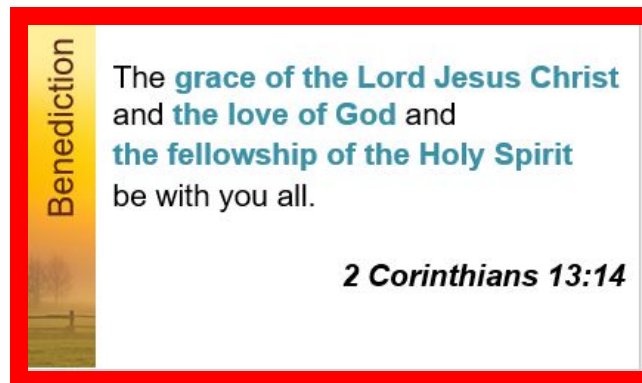 Benediction
The grace of the Lord Jesus Christ
and the love of God and
the fellowship of the Holy Spirit
be with you all.
2 Corinthians 13:14